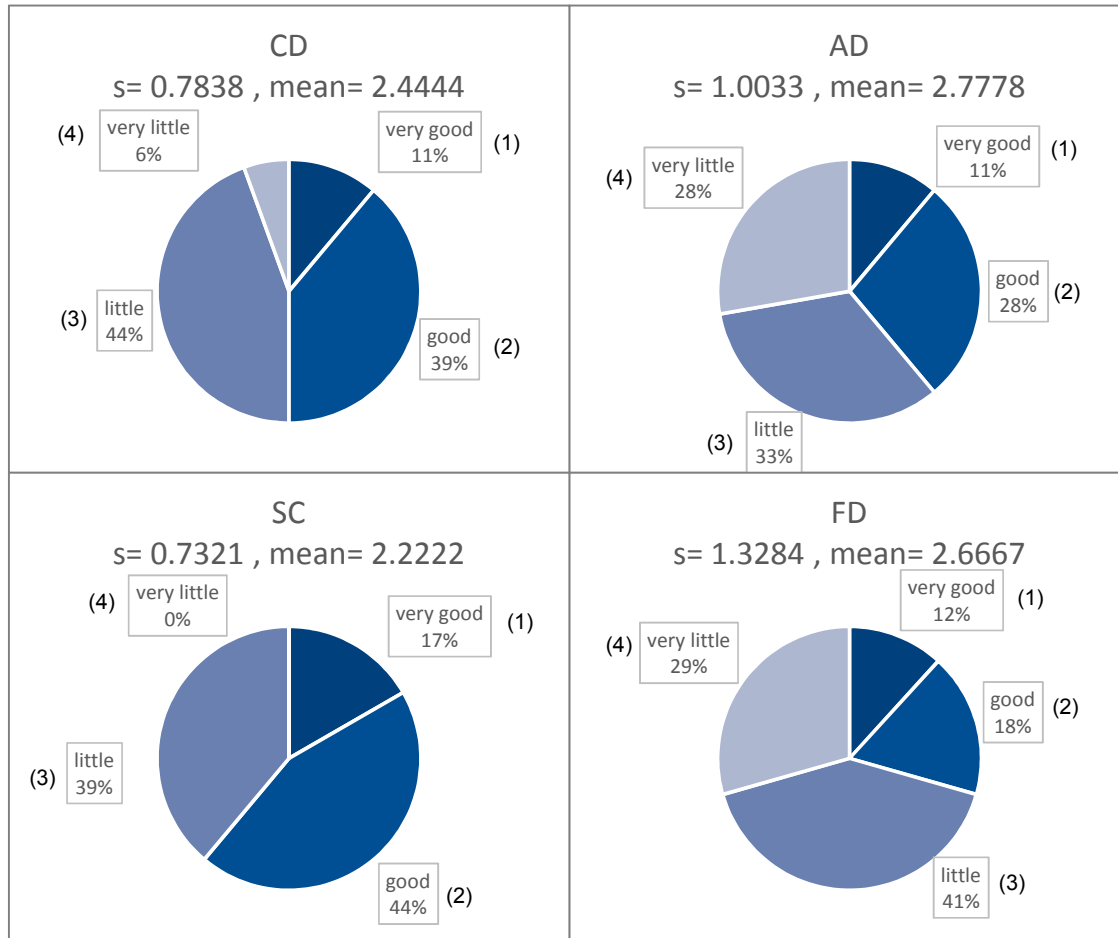 CD
s= 0.7838 , mean= 2.4444
(4)
very little
6%
very good
11%
(1)
(3)
little
44%
good
39%
(2)
AD
s= 1.0033 , mean= 2.7778
(4)
very little
28%
very good
11%
(1)
good
28%
(2)
(3)
little
33%
SC
s= 0.7321 , mean= 2.2222
(4)
very little
0%
very good
17%
(1)
(3)
little
39%
good
44%
(2)
FD
s= 1.3284 , mean= 2.6667
(4)
very little
29%
very good
12%
(1)
good
18%
(2)
little
41%
(3)